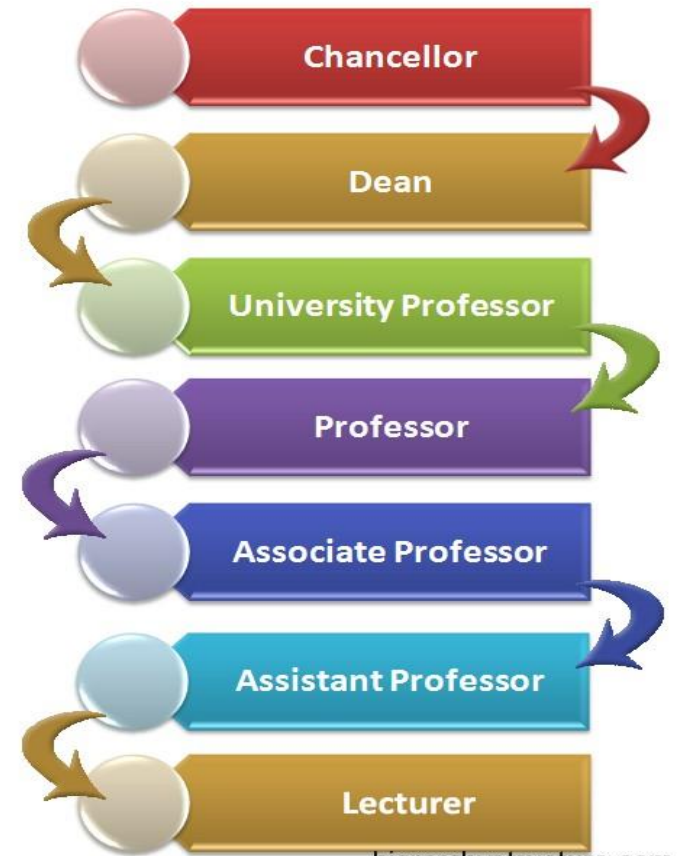 Chancellor
Dean
University Professor
Professor
Associate Professor
Assistant Professor
Lecturer